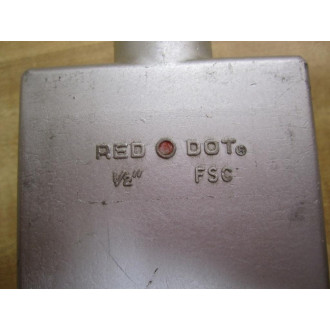 RED DOT®
1/2" FSC